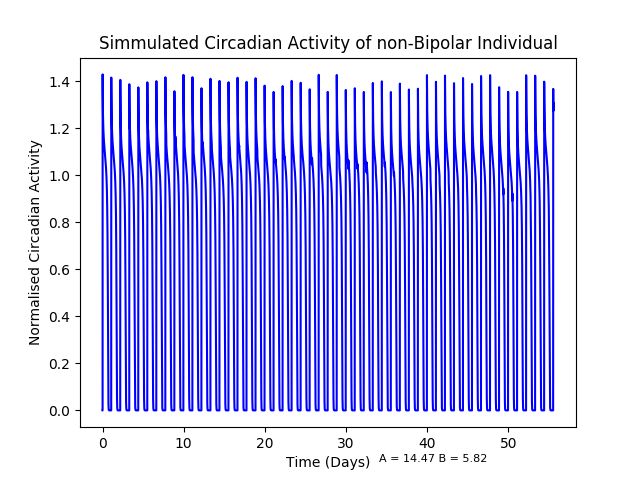 Simmulated Circadian Activity of non-Bipolar Individual
Normalised Circadian Activity
1.4
1.2
1.0
0.8
0.6
0.4
0.2
0.0
0 10 20 30 40 50
Time (Days) A = 14.47 B = 5.82